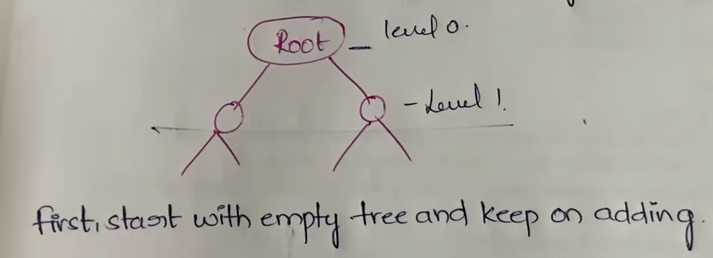 Root – level 0.
– Level 1.
first, start with empty tree and keep on adding.